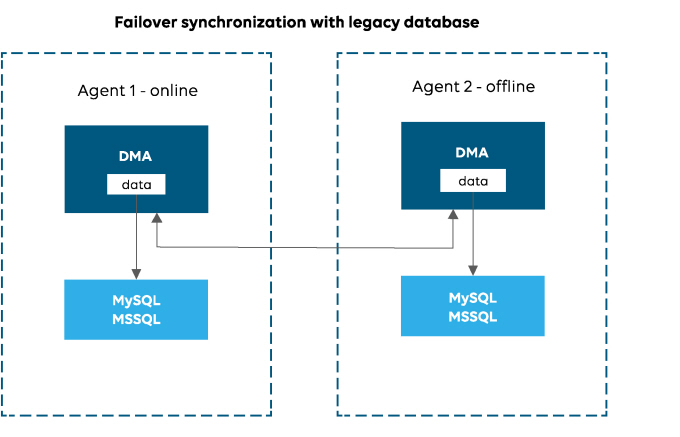 Failover synchronization with legacy database
Agent 1 - online
DMA
data
MySQL
MSSQL
Agent 2 - offline
DMA
data
MySQL
MSSQL